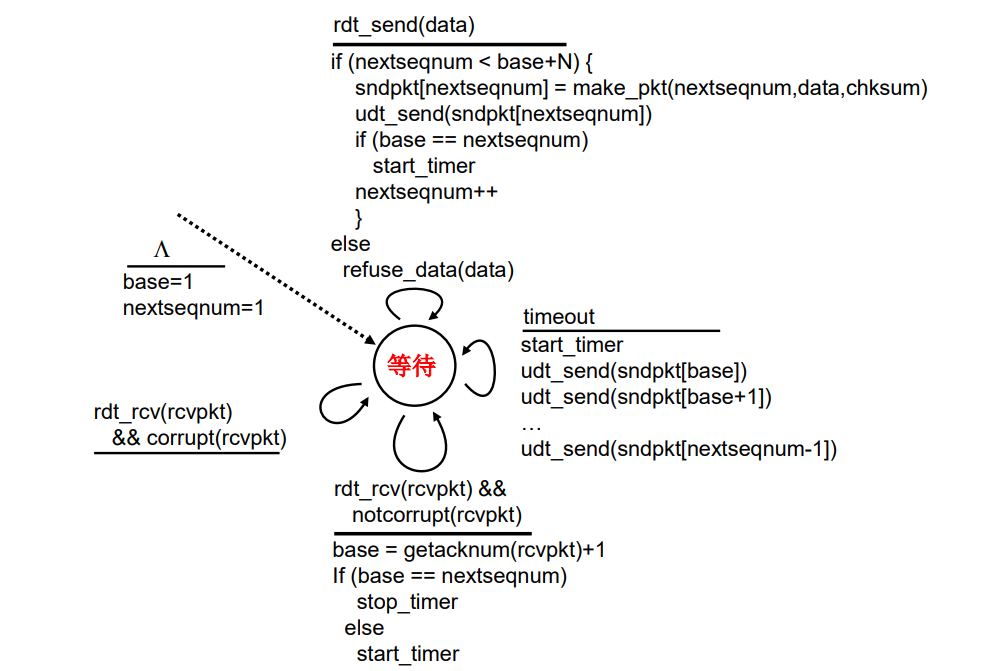 rdt_send(data)
if (nextseqnum < base+N) {
sndpkt[nextseqnum] = make_pkt(nextseqnum,data,chksum)
udt_send(sndpkt[nextseqnum])
if (base == nextseqnum)
start_timer
nextseqnum++
}
else
refuse_data(data)
Λ
base=1
nextseqnum=1
等待
timeout
start_timer
udt_send(sndpkt[base])
udt_send(sndpkt[base+1])
…
udt_send(sndpkt[nextseqnum-1])
rdt_rcv(rcvpkt)
&& corrupt(rcvpkt)
rdt_rcv(rcvpkt) &&
notcorrupt(rcvpkt)
base = getacknum(rcvpkt)+1
If (base == nextseqnum)
stop_timer
else
start_timer